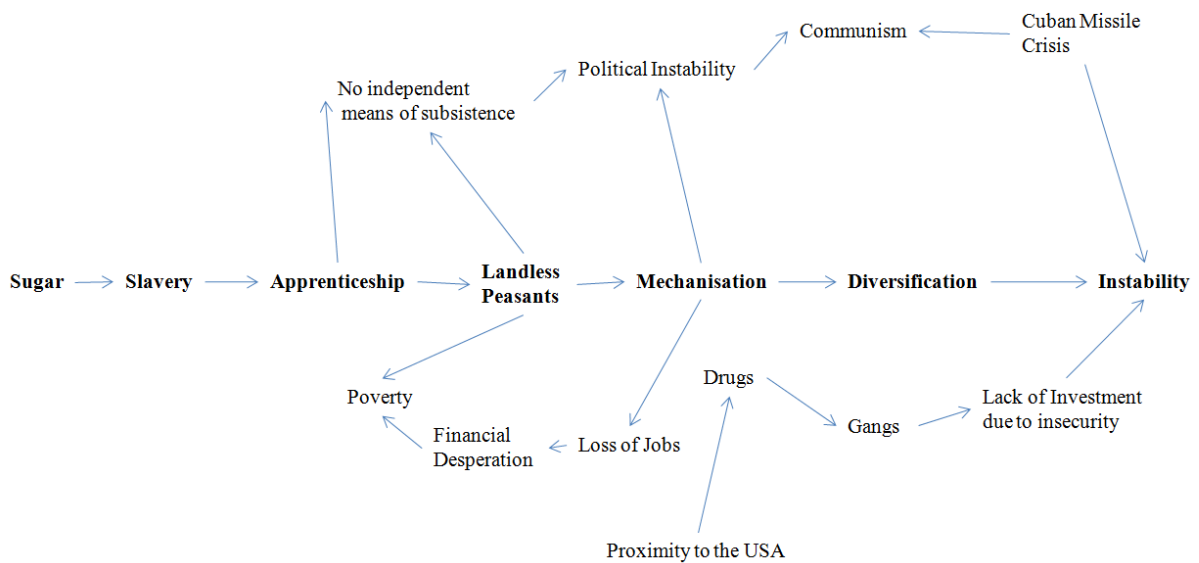 Cuban Missile
Crisis
Communism
Political Instability
No independent
means of subsistence
Sugar
Slavery
Apprenticeship
Landless
Peasants
Mechanisation
Diversification
Instability
Poverty
Drugs
Lack of Investment
due to insecurity
Gangs
Financial
Desperation
Loss of Jobs
Proximity to the USA